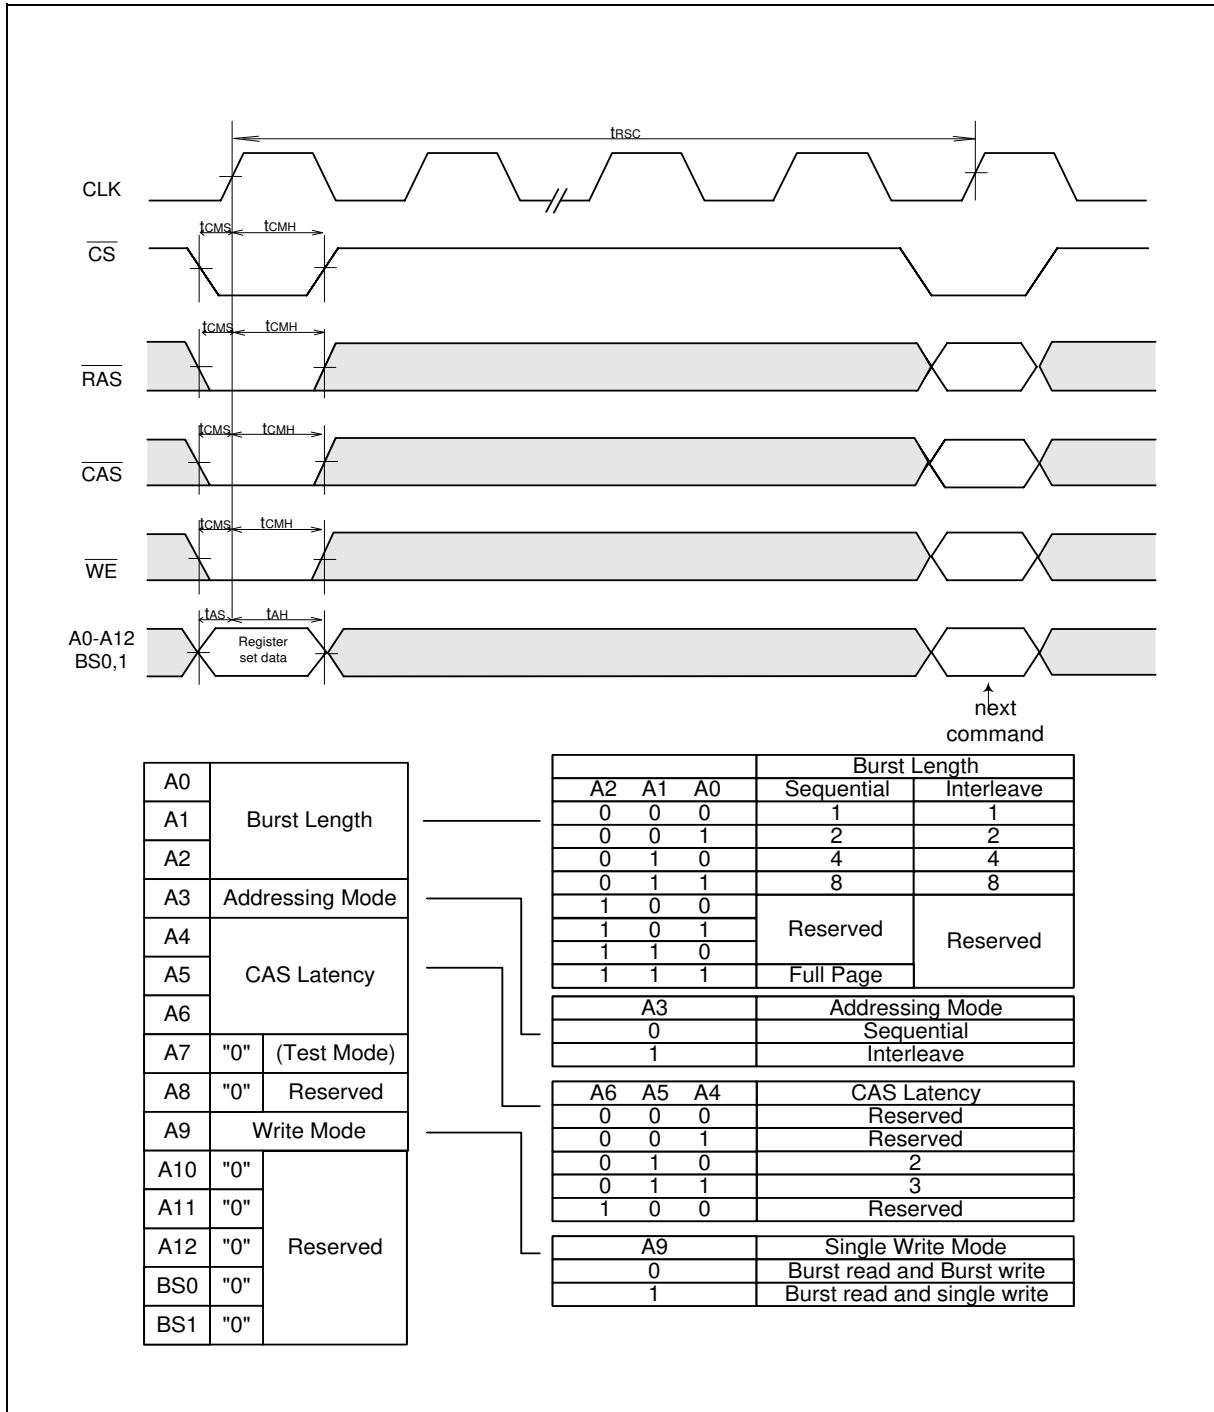 tRSC
CLK
tCMS tCMH
CS
tCMS tCMH
RAS
tCMS tCMH
CAS
tCMS tCMH
WE
tAS tAH
A0-A12
BS0,1
Register
set data
next
command
A0
A1
A2
Burst Length
A3 Addressing Mode
A4
A5
A6
CAS Latency
A7 "0" (Test Mode)
A8 "0" Reserved
A9 Write Mode
A10 "0"
A11 "0"
A12 "0"
BS0 "0"
BS1 "0"
Reserved
Burst Length
A2 A1 A0 Sequential Interleave
0 0 0 1 1
0 0 1 2 2
0 1 0 4 4
0 1 1 8 8
1 0 0
1 0 1
1 1 0
Reserved
Reserved
1 1 1 Full Page
A3 Addressing Mode
0 Sequential
1 Interleave
A6 A5 A4 CAS Latency
0 0 0 Reserved
0 0 1 Reserved
0 1 0 2
0 1 1 3
1 0 0 Reserved
A9 Single Write Mode
0 Burst read and Burst write
1 Burst read and single write